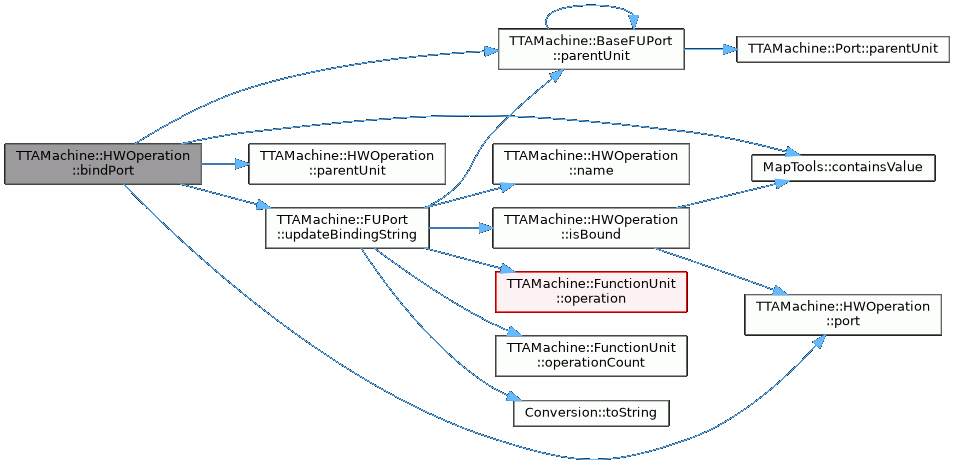 TTAMachine::HWOperation
::bindPort
TTAMachine::BaseFUPort
::parentUnit
TTAMachine::Port::parentUnit
TTAMachine::HWOperation
::parentUnit
TTAMachine::FUPort
::updateBindingString
TTAMachine::HWOperation
::name
TTAMachine::HWOperation
::isBound
TTAMachine::FunctionUnit
::operation
TTAMachine::FunctionUnit
::operationCount
Conversion::toString
MapTools::containsValue
TTAMachine::HWOperation
::port